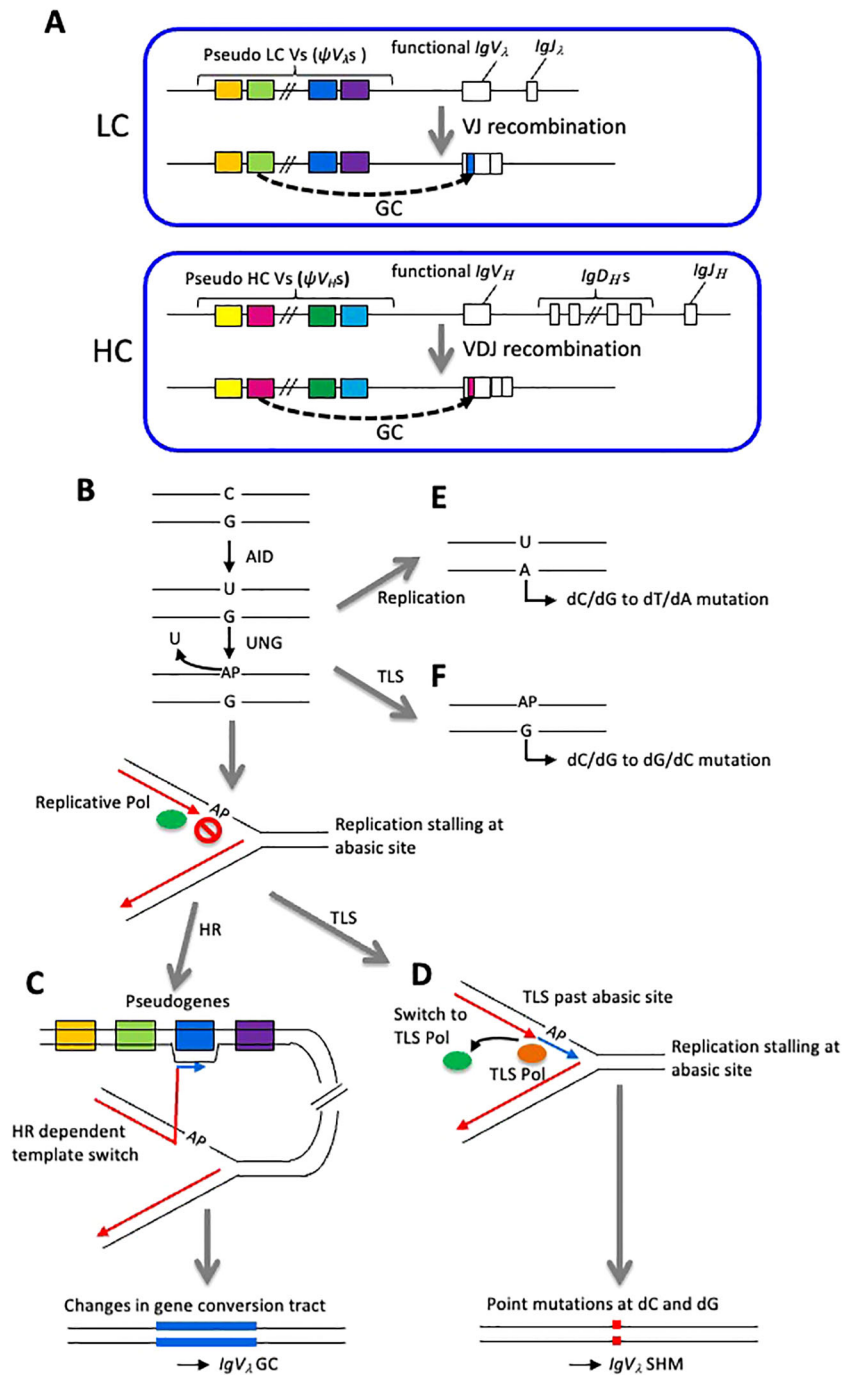 A
LC
Pseudo LC Vs (ψVλs )
functional IgVλ
IgJλ
VJ recombination
GC
HC
Pseudo HC Vs (ψVHs)
functional IgVH
IgDHs
IgJH
VDJ recombination
GC
B
C
G
AID
U
G
UNG
U
AP
G
Replication
TLS
E
U
A
dC/dG to dT/dA mutation
F
AP
G
dC/dG to dG/dC mutation
Replicative Pol
AP
Replication stalling at
abasic site
HR
TLS
C
Pseudogenes
HR dependent
template switch
AP
Changes in gene conversion tract
IgVλ GC
D
TLS past abasic site
Switch to
TLS Pol
AP
TLS Pol
Replication stalling at
abasic site
Point mutations at dC and dG
IgVλ SHM